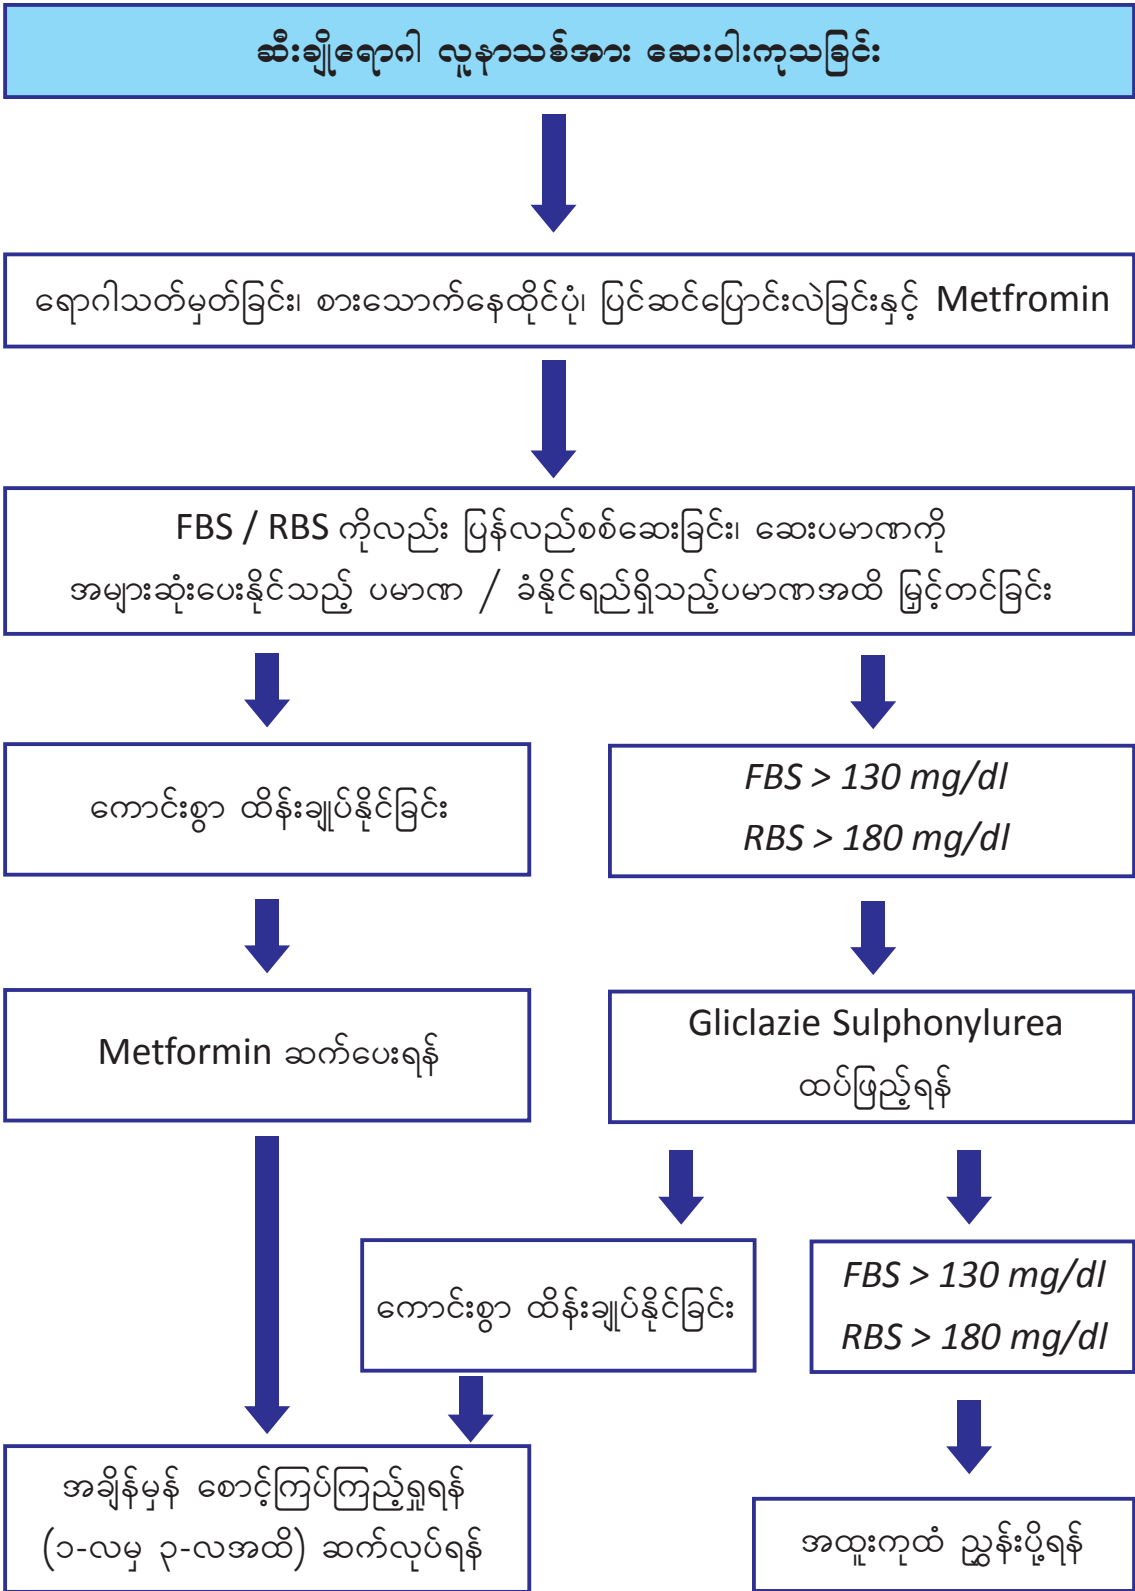 ဆီးချိုရောဂါ လူနာသစ်အား ဆေးဝါးကုသခြင်း
ရောဂါသတ်မှတ်ခြင်း၊ စားသောက်နေထိုင်ပုံ၊ ပြင်ဆင်ပြောင်းလဲခြင်းနှင့် Metfromin
FBS / RBS ကိုလည်း ပြန်လည်စစ်ဆေးခြင်း၊ ဆေးပမာဏကို
အများဆုံးပေးနိုင်သည့် ပမာဏ / ခံနိုင်ရည်ရှိသည့်ပမာဏအထိ မြှင့်တင်ခြင်း
ကောင်းစွာ ထိန်းချုပ်နိုင်ခြင်း
FBS > 130 mg/dl
RBS > 180 mg/dl
Metformin ဆက်ပေးရန်
Gliclazie Sulphonylurea
ထပ်ဖြည့်ရန်
ကောင်းစွာ ထိန်းချုပ်နိုင်ခြင်း
FBS > 130 mg/dl
RBS > 180 mg/dl
အချိန်မှန် စောင့်ကြပ်ကြည့်ရှုရန်
(၁-လမှ ၃-လအထိ) ဆက်လုပ်ရန်
အထူးကုထံ ညွှန်းပို့ရန်